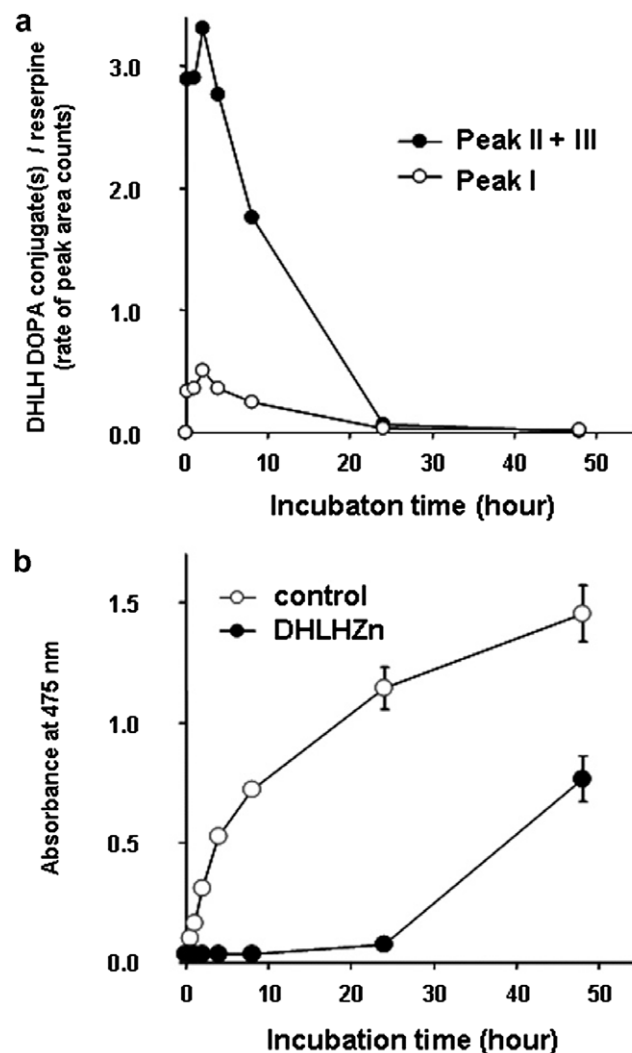 a
DHLH DOPA conjugate(s) / reserpine
(rate of peak area counts)
3.0
2.0
1.0
0.0
Peak II + III
Peak I
0
10
20
30
40
50
Incubaton time (hour)
b
Absorbance at 475 nm
1.5
1.0
0.5
0.0
control
DHLHZn
0
10
20
30
40
50
Incubation time (hour)